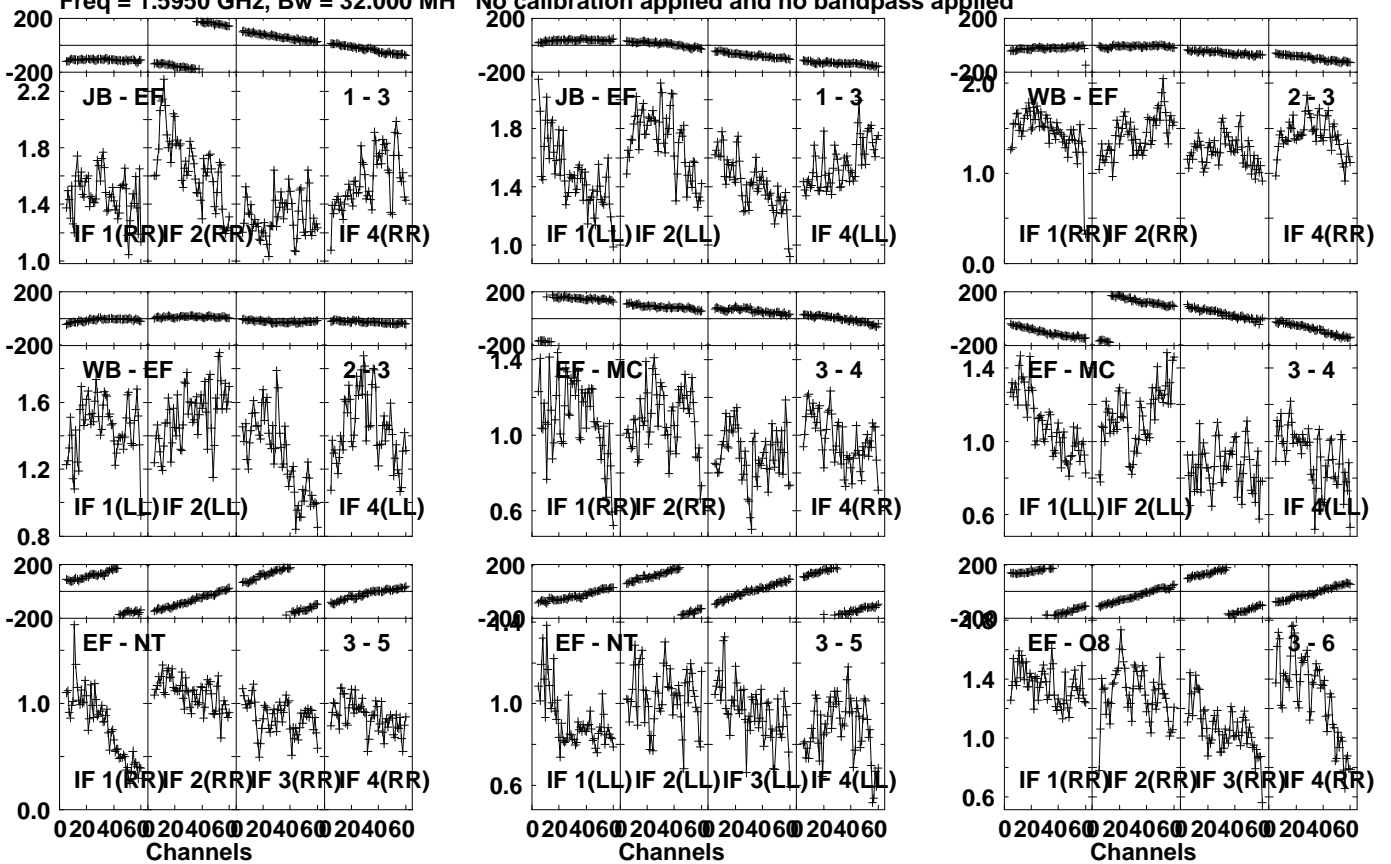 Freq = 1.5950 GHz, Bw = 32.000 MH No calibration applied and no bandpass applied
200 200 200
-200 -200 -200
2.2 2.0
JB - EF 1 - 3 JB - EF 1 - 3 WB - EF 2 - 3
1.8 1.8
1.4 1.4 1.0
IF 1(RR) IF 2(RR) IF 4(RR) IF 1(LL) IF 2(LL) IF 4(LL) IF 1(RR) IF 2(RR) IF 4(RR)
1.0 1.0 0.0
200 200 200
-200 -200 -200
WB - EF 2 - 3 EF - MC 3 - 4 EF - MC 3 - 4
1.4 1.4
1.6
1.2 1.0 1.0
IF 1(LL) IF 2(LL) IF 4(LL) IF 1(RR) IF 2(RR) IF 4(RR) IF 1(LL) IF 2(LL) IF 4(LL)
0.8 0.6 0.6
200 200 200
-200 -200 -200
1.4 1.8
EF - NT 3 - 5 EF - NT 3 - 5 EF - O8 3 - 6
1.4
1.0 1.0 1.0
IF 1(RR) IF 2(RR) IF 3(RR) IF 4(RR) IF 1(LL) IF 2(LL) IF 3(LL) IF 4(LL) IF 1(RR) IF 2(RR) IF 3(RR) IF 4(RR)
0.0 0.6 0.6
0 20 40 60 0 20 40 60 0 20 40 60 0 20 40 60 0 20 40 60 0 20 40 60 0 20 40 60 0 20 40 60 0 20 40 60 0 20 40 60 0 20 40 60 0 20 40 60
Channels Channels Channels